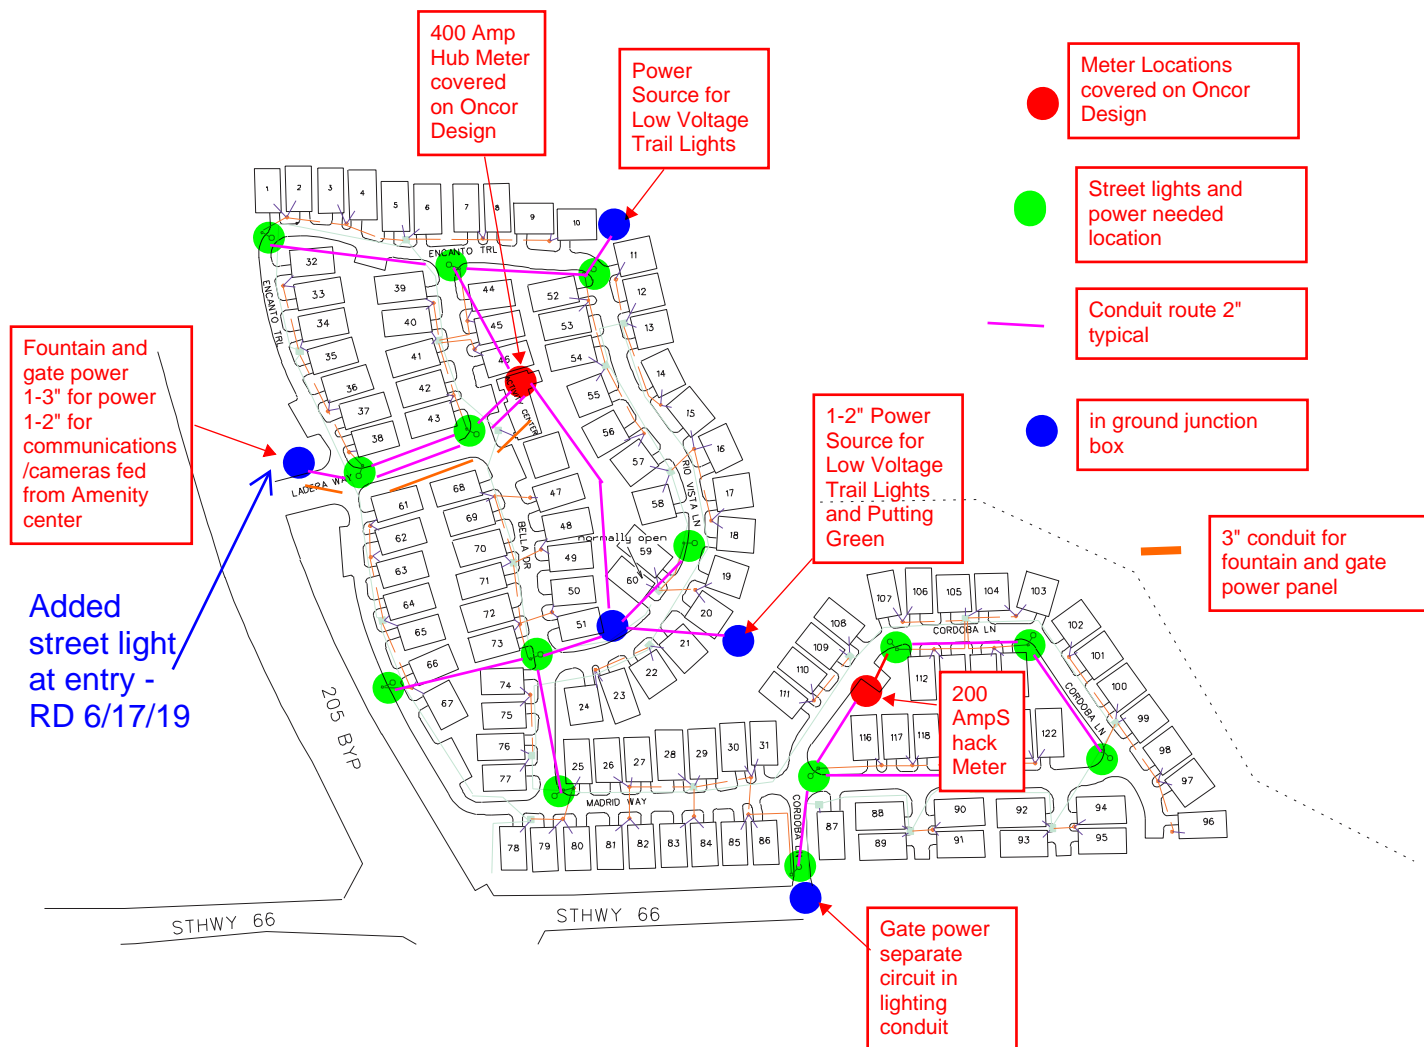 400 Amp
Hub Meter
covered
on Oncor
Design
Power
Source for
Low Voltage
Trail Lights
Meter Locations
covered on Oncor
Design
Street lights and
power needed
location
Conduit route 2"
typical
in ground junction
box
3" conduit for
fountain and gate
power panel
Fountain and
gate power
1-3" for power
1-2" for
communications
/cameras fed
from Amenity
center
1-2" Power
Source for
Low Voltage
Trail Lights
and Putting
Green
Added
street light
at entry -
RD 6/17/19
200
AmpS
hack
Meter
Gate power
separate
circuit in
lighting
conduit
1
2
3
4
5
6
7
8
9
10
11
12
13
14
15
16
17
18
19
20
21
22
23
24
25
26
27
28
29
30
31
32
33
34
35
36
37
38
39
40
41
42
43
44
45
46
47
48
49
50
51
52
53
54
55
56
57
58
59
60
61
62
63
64
65
66
67
68
69
70
71
72
73
74
75
76
77
78
79
80
81
82
83
84
85
86
87
88
89
90
91
92
93
94
95
96
97
98
99
100
101
102
103
104
105
106
107
108
109
110
111
112
116
117
118
122
ENCANTO TRL
ENCANTO TRL
LADERA WAY
CENTER
RIO VISTA LN
BELLA DR
normally open
MADRID WAY
CORDOBA LN
CORDOBA LN
CORDOBA LN
205 BYP
STHWY 66
STHWY 66